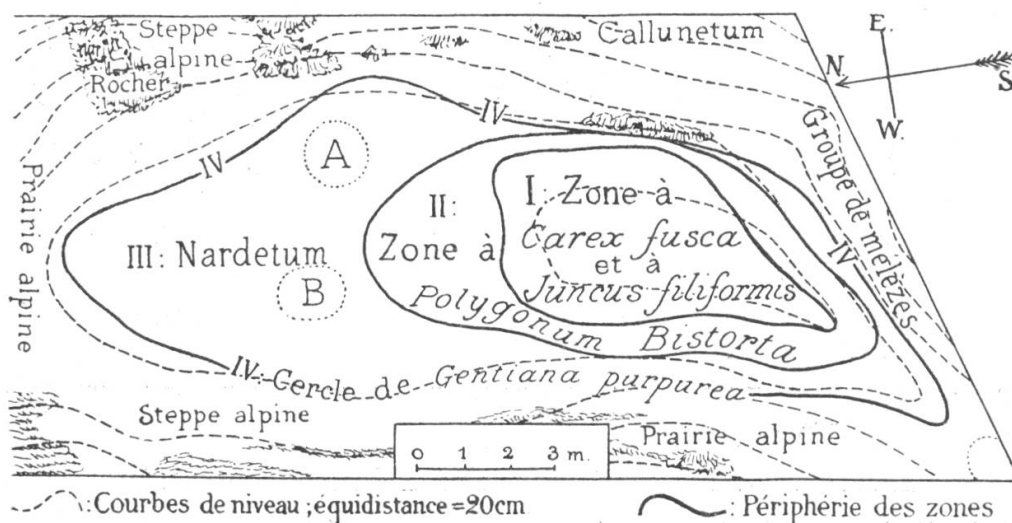 Steppe
alpine
Rocher
Callunetum
E.
N
S
W.
IV
IV
A
Groupe de mélèzes
Prairie alpine
I: Zone à
Carex fusca
et à
Juncus filiformis
II:
Zone à
Polygonum Bistorta
III: Nardetum
B
IV
IV: Cercle de Gentiana purpurea
Steppe alpine
Prairie alpine
0 1 2 3 m.
: Courbes de niveau ; équidistance = 20cm
: Périphérie des zones